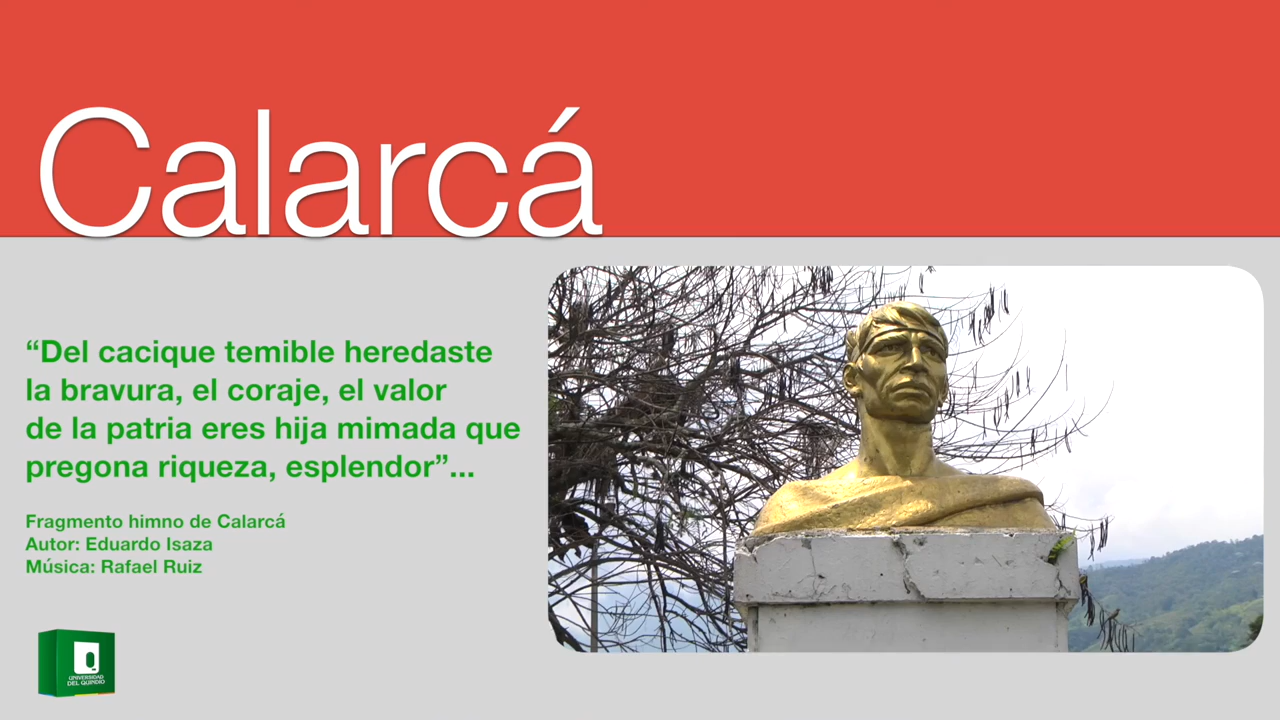 Calarcá
“Del cacique temible heredaste
la bravura, el coraje, el valor
de la patria eres hija mimada que
pregona riqueza, esplendor”...
Fragmento himno de Calarcá
Autor: Eduardo Isaza
Música: Rafael Ruiz
Q
UNIVERSIDAD
DEL QUINDÍO